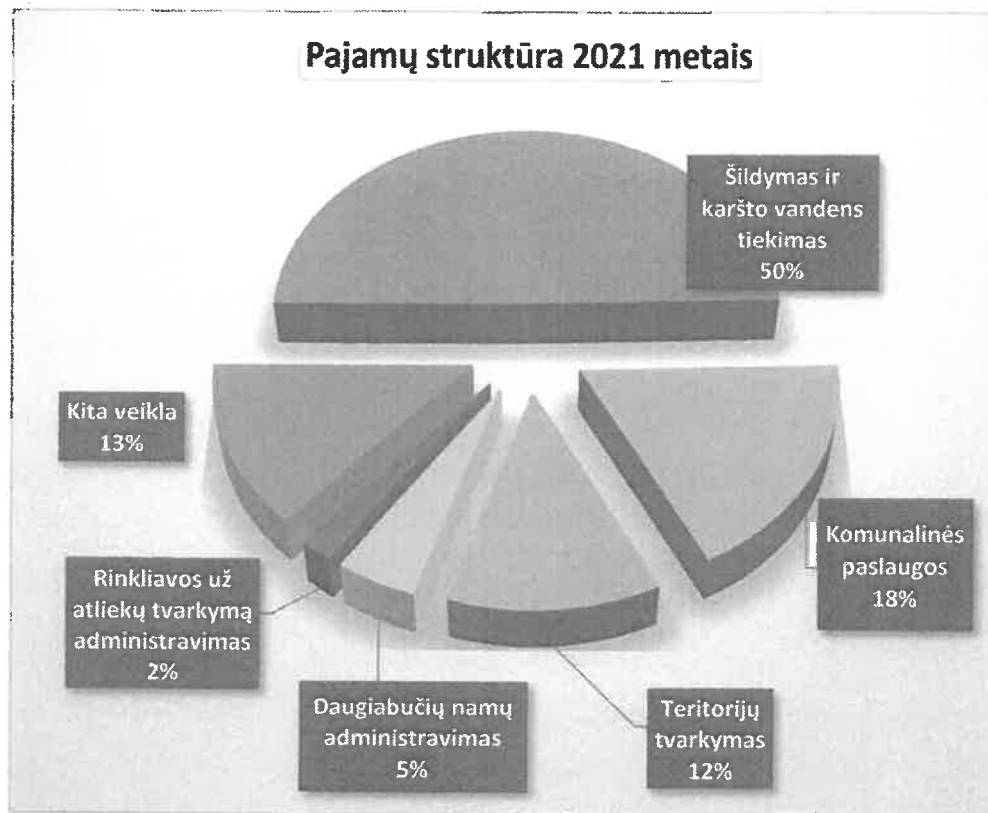 Pajamų struktūra 2021 metais
Šildymas ir
karšto vandens
tiekimas
50%
Komunalinės
paslaugos
18%
Teritorijų
tvarkymas
12%
Daugiabučių namų
administravimas
5%
Rinkliavos už
atliekų tvarkymą
administravimas
2%
Kita veikla
13%